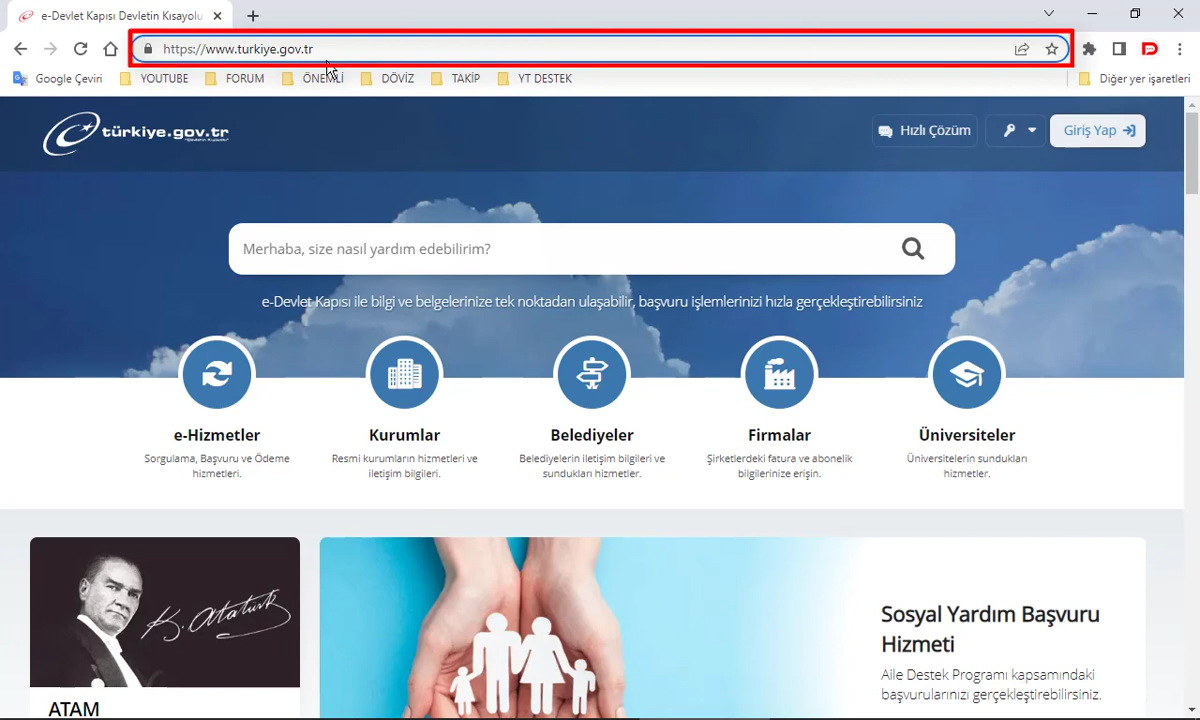 e-Devlet Kapısı Devletin Kısayolu
https://www.turkiye.gov.tr
Google Çeviri
YOUTUBE
FORUM
ÖNEMLİ
DÖVİZ
TAKİP
YT DESTEK
Diğer yer işaretleri
türkiye.gov.tr
"Devletin Kısayolu"
Hızlı Çözüm
Giriş Yap
Merhaba, size nasıl yardım edebilirim?
e-Devlet Kapısı ile bilgi ve belgelerinize tek noktadan ulaşabilir, başvuru işlemlerinizi hızla gerçekleştirebilirsiniz
e-Hizmetler
Sorgulama, Başvuru ve Ödeme
hizmetleri.
Kurumlar
Resmi kurumların hizmetleri ve
iletişim bilgileri.
Belediyeler
Belediyelerin iletişim bilgileri ve
sundukları hizmetler.
Firmalar
Şirketlerdeki fatura ve abonelik
bilgilerinize erişin.
Üniversiteler
Üniversitelerin sundukları
hizmetler.
K. Atatürk
ATAM
Sosyal Yardım Başvuru
Hizmeti
Aile Destek Programı kapsamındaki
başvurularınızı gerçekleştirebilirsiniz.